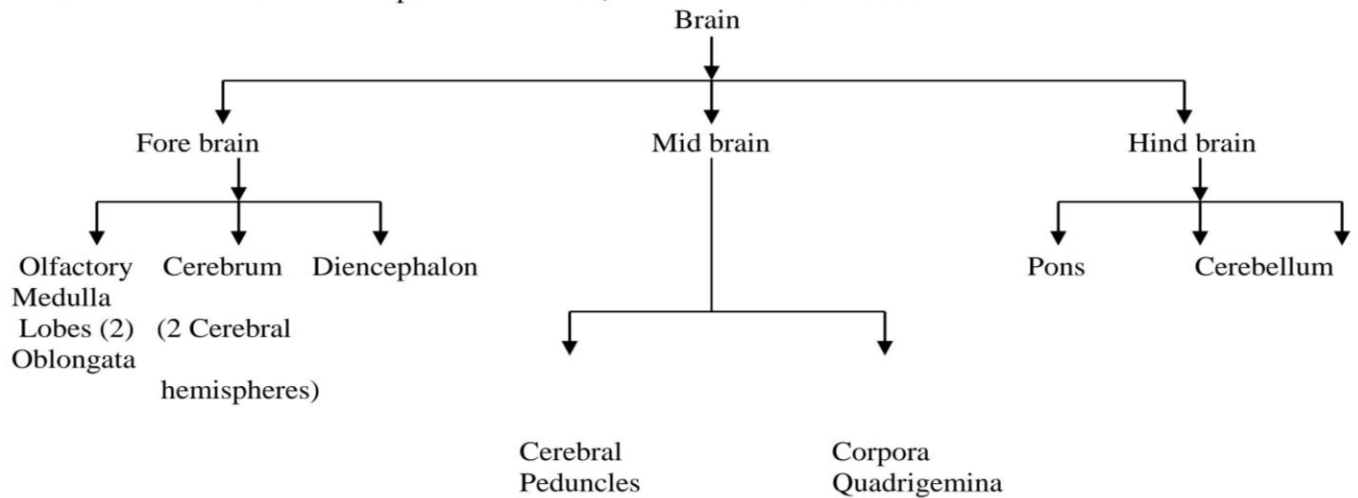 Brain
Fore brain Mid brain Hind brain
Olfactory Cerebrum Diencephalon Pons Cerebellum
Medulla
Lobes (2) (2 Cerebral
Oblongata
hemispheres)
Cerebral Corpora
Peduncles Quadrigemina